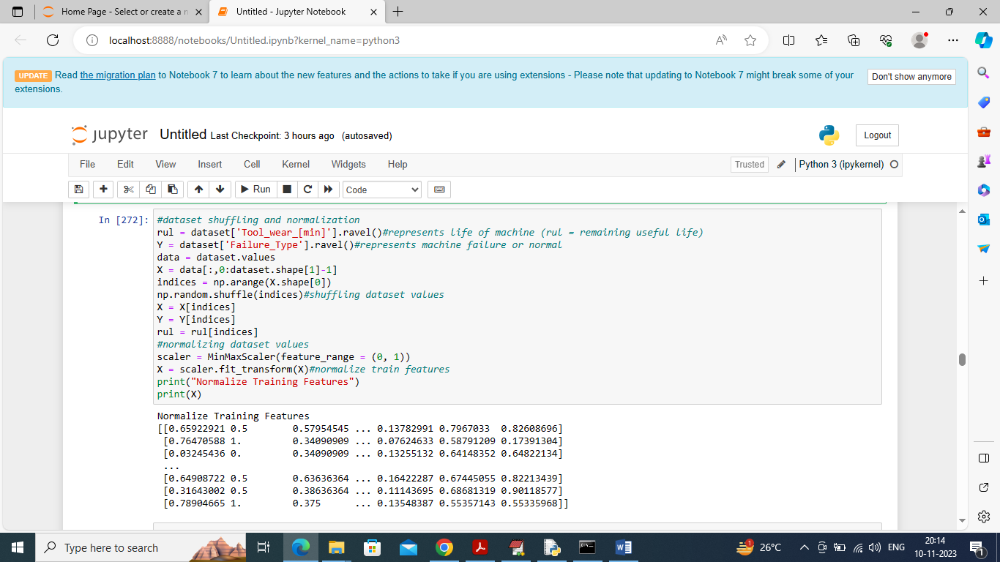 Home Page - Select or create a n
Untitled - Jupyter Notebook
localhost:8888/notebooks/Untitled.ipynb?kernel_name=python3
UPDATE Read the migration plan to Notebook 7 to learn about the new features and the actions to take if you are using extensions - Please note that updating to Notebook 7 might break some of your
extensions.
Don't show anymore
jupyter Untitled Last Checkpoint: 3 hours ago (autosaved)
Logout
File Edit View Insert Cell Kernel Widgets Help
Trusted Python 3 (ipykernel)
Run Code
In [272]: #dataset shuffling and normalization
rul = dataset['Tool_wear_[min]'].ravel()#represents life of machine (rul = remaining useful life)
Y = dataset['Failure_Type'].ravel()#represents machine failure or normal
data = dataset.values
X = data[:,0:dataset.shape[1]-1]
indices = np.arange(X.shape[0])
np.random.shuffle(indices)#shuffling dataset values
X = X[indices]
Y = Y[indices]
rul = rul[indices]
#normalizing dataset values
scaler = MinMaxScaler(feature_range = (0, 1))
X = scaler.fit_transform(X)#normalize train features
print("Normalize Training Features")
print(X)
Normalize Training Features
[[0.65922921 0.5 0.57954545 ... 0.13782991 0.7967033 0.82608696]
[0.76470588 1. 0.34090909 ... 0.07624633 0.58791209 0.17391304]
[0.03245436 0. 0.34090909 ... 0.13255132 0.64148352 0.64822134]
...
[0.64908722 0.5 0.63636364 ... 0.16422287 0.67445055 0.82213439]
[0.31643002 0.5 0.38636364 ... 0.11143695 0.68681319 0.90118577]
[0.78904665 1. 0.375 ... 0.13548387 0.55357143 0.55335968]]
Type here to search
1
26°C
ENG
20:14
10-11-2023
1